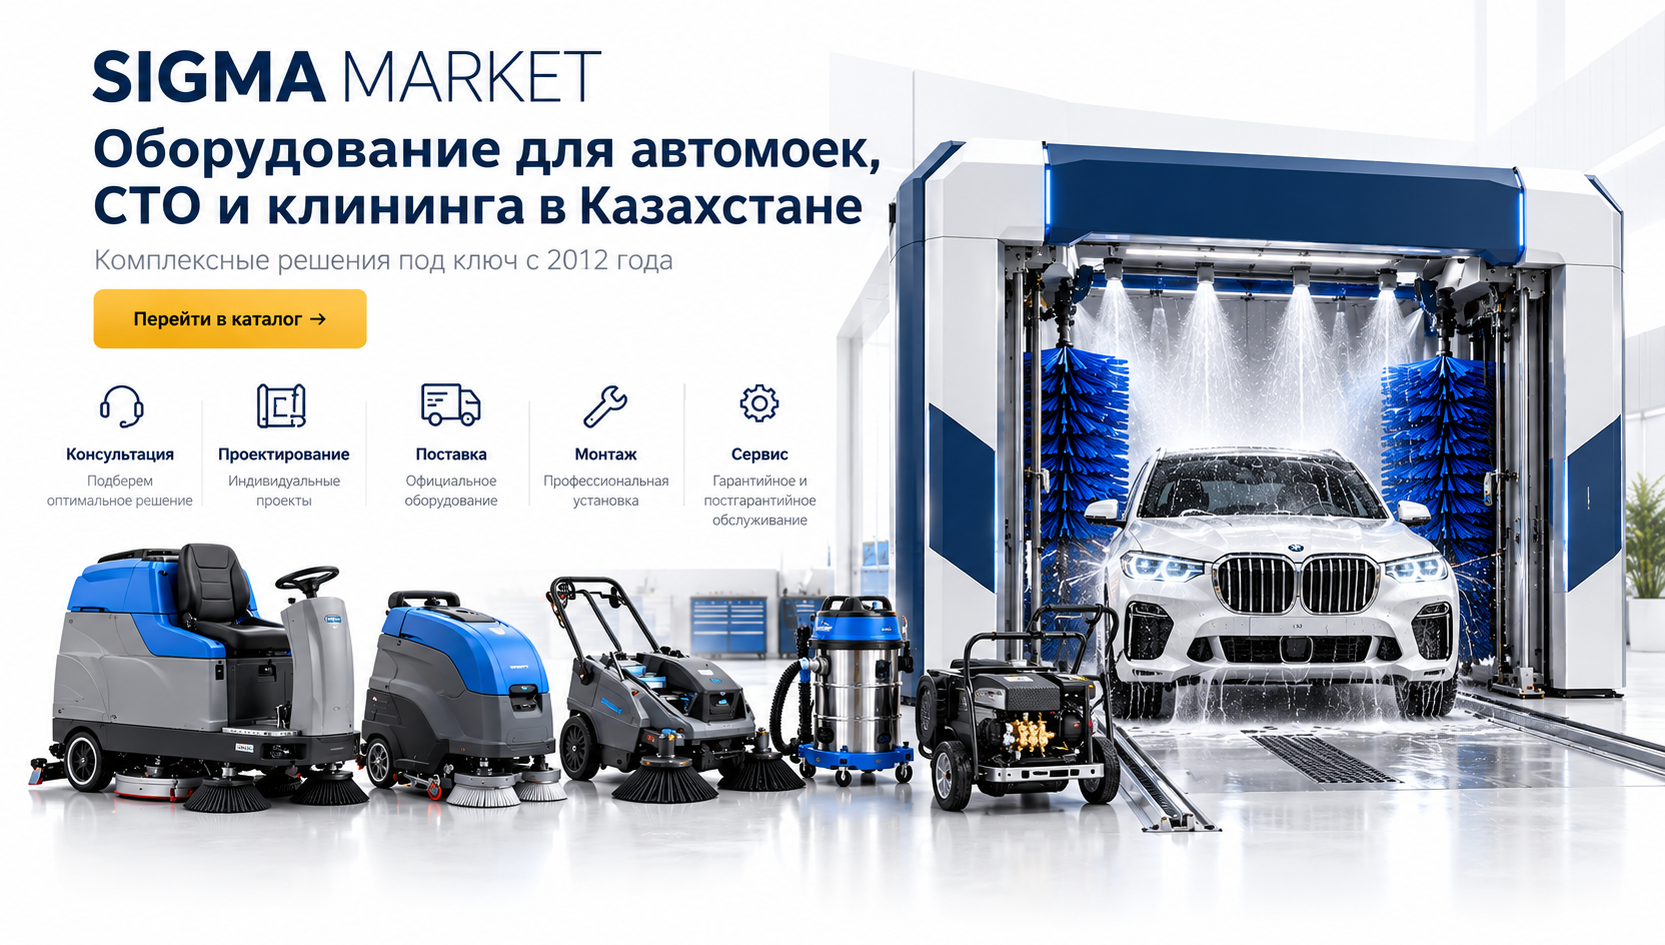 SIGMA MARKET
Оборудование для автомоек,
СТО и клининга в Казахстане
Комплексные решения под ключ с 2012 года
Перейти в каталог →
Консультация
Подберем
оптимальное решение
Проектирование
Индивидуальные
проекты
Поставка
Официальное
оборудование
Монтаж
Профессиональная
установка
Сервис
Гарантийное и
постгарантийное
обслуживание